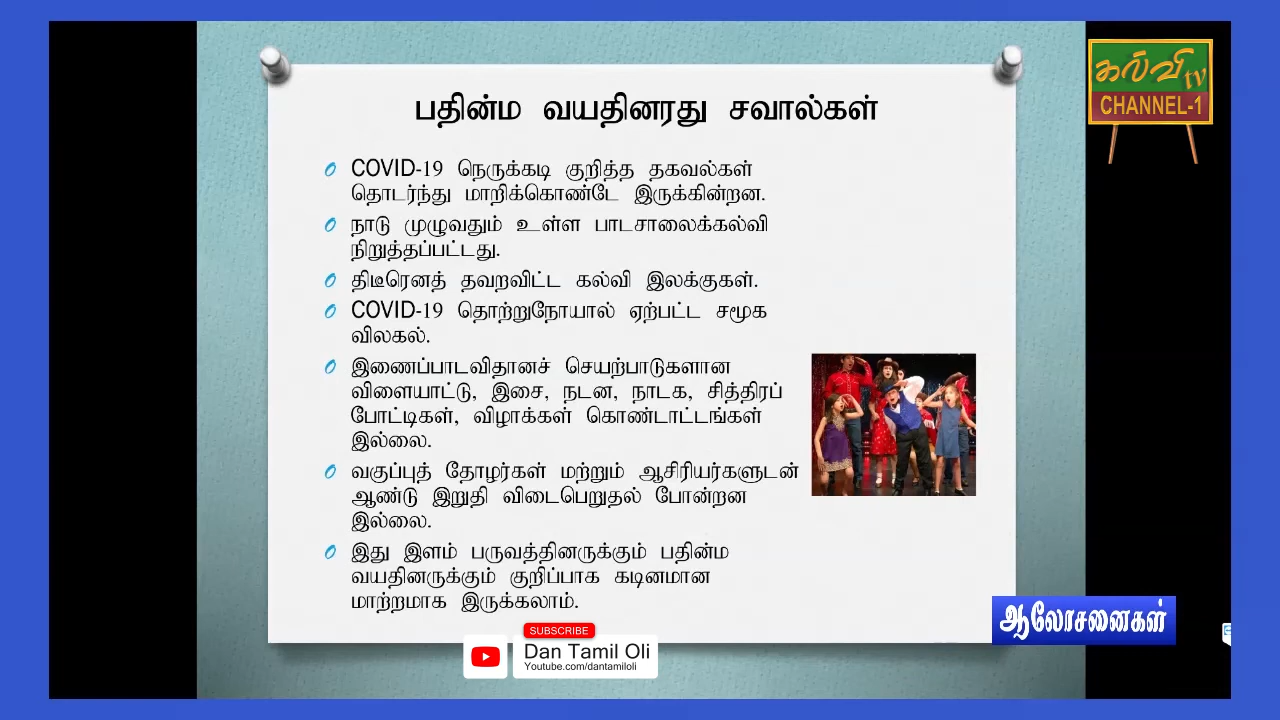 கல்வி tv
CHANNEL-1
பதின்ம வயதினரது சவால்கள்
COVID-19 நெருக்கடி குறித்த தகவல்கள்
தொடர்ந்து மாறிக்கொண்டே இருக்கின்றன.
நாடு முழுவதும் உள்ள பாடசாலைக்கல்வி
நிறுத்தப்பட்டது.
திடீரெனத் தவறவிட்ட கல்வி இலக்குகள்.
COVID-19 தொற்றுநோயால் ஏற்பட்ட சமூக
விலகல்.
இணைப்பாடவிதானச் செயற்பாடுகளான
விளையாட்டு, இசை, நடன, நாடக, சித்திரப்
போட்டிகள், விழாக்கள் கொண்டாட்டங்கள்
இல்லை.
வகுப்புத் தோழர்கள் மற்றும் ஆசிரியர்களுடன்
ஆண்டு இறுதி விடைபெறுதல் போன்றன
இல்லை.
இது இளம் பருவத்தினருக்கும் பதின்ம
வயதினருக்கும் குறிப்பாக கடினமான
மாற்றமாக இருக்கலாம்.
ஆலோசனைகள்
SUBSCRIBE
Dan Tamil Oli
Youtube.com/dantamiloli